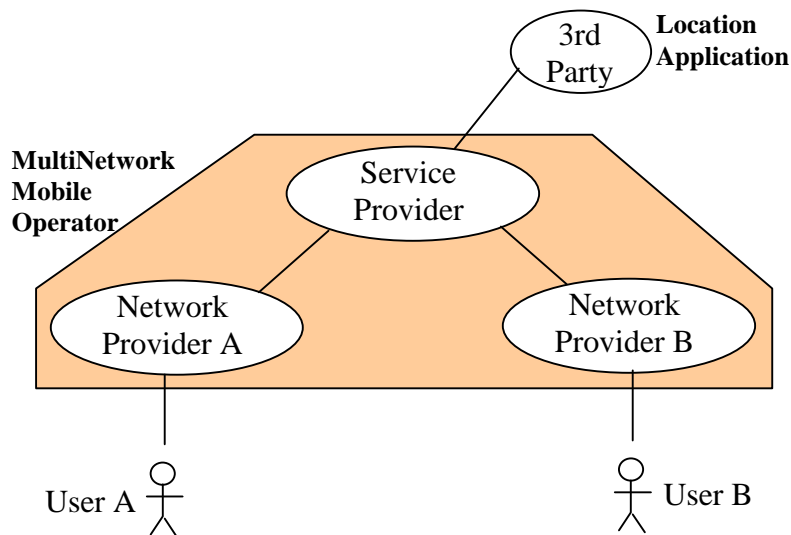 3rd
Party
Location
Application
MultiNetwork
Mobile
Operator
Service
Provider
Network
Provider A
Network
Provider B
User A
User B